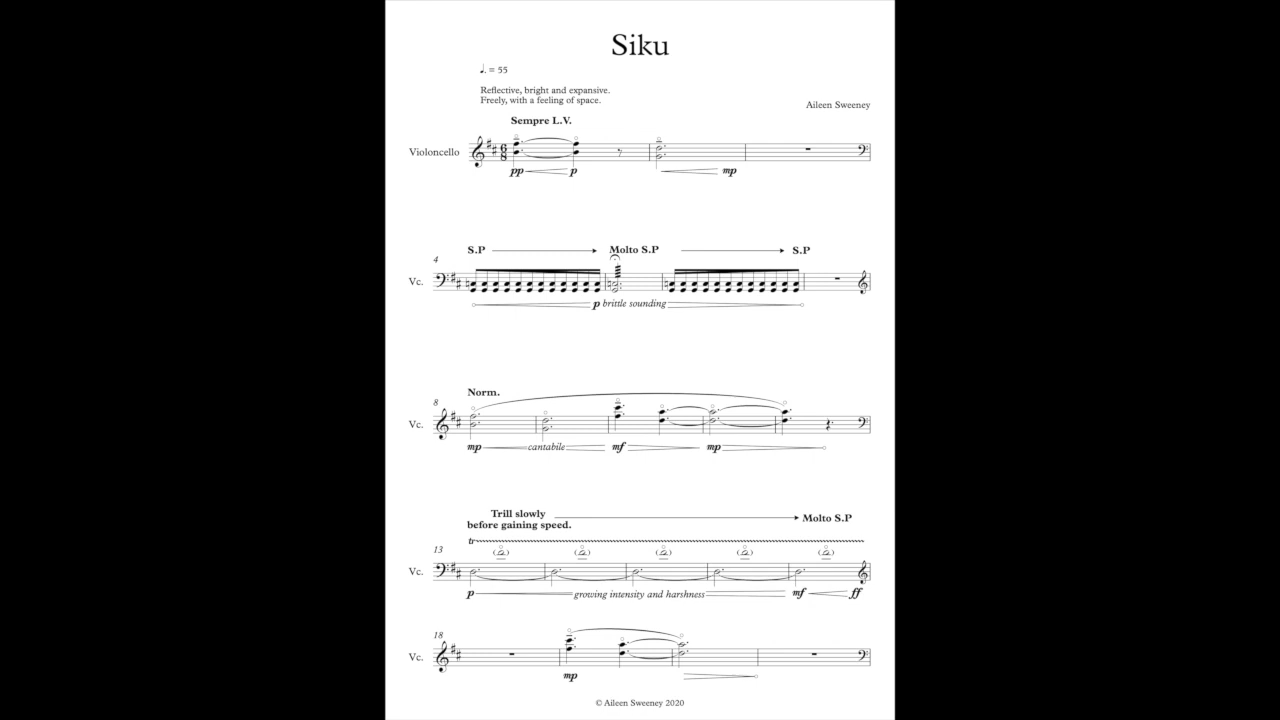 Siku
♩. = 55
Reflective, bright and expansive.
Freely, with a feeling of space.
Aileen Sweeney
Sempre L.V.
Violoncello
6
8
pp p mp
S.P Molto S.P S.P
4
Vc.
p brittle sounding
Norm.
8
Vc.
mp cantabile mf mp
Trill slowly
before gaining speed.
Molto S.P
tr
13
Vc.
p growing intensity and harshness mf ff
18
Vc.
mp
© Aileen Sweeney 2020